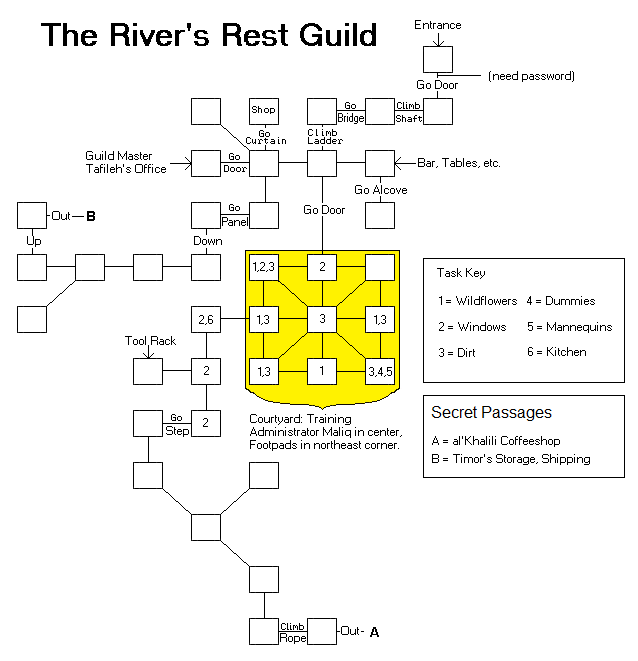 The River's Rest Guild
Entrance
(need password)
Go Door
Shop
Go
Bridge
Climb
Shaft
Go
Curtain
Climb
Ladder
Guild Master
Tafileh's Office
Go
Door
Bar, Tables, etc.
Go Alcove
Out
B
Go
Panel
Go Door
Up
Down
1,2,3
2
Task Key
1= Wildflowers
4 = Dummies
2 = Windows
5 = Mannequins
3 = Dirt
6 = Kitchen
2,6
1,3
3
1,3
Tool Rack
2
1,3
1
3,4,5
Go
Step
2
Courtyard: Training
Administrator Maliq in center,
Footpads in northeast corner.
Secret Passages
A = al'Khalili Coffeeshop
B = Timor's Storage, Shipping
Climb
Rope
Out-
A